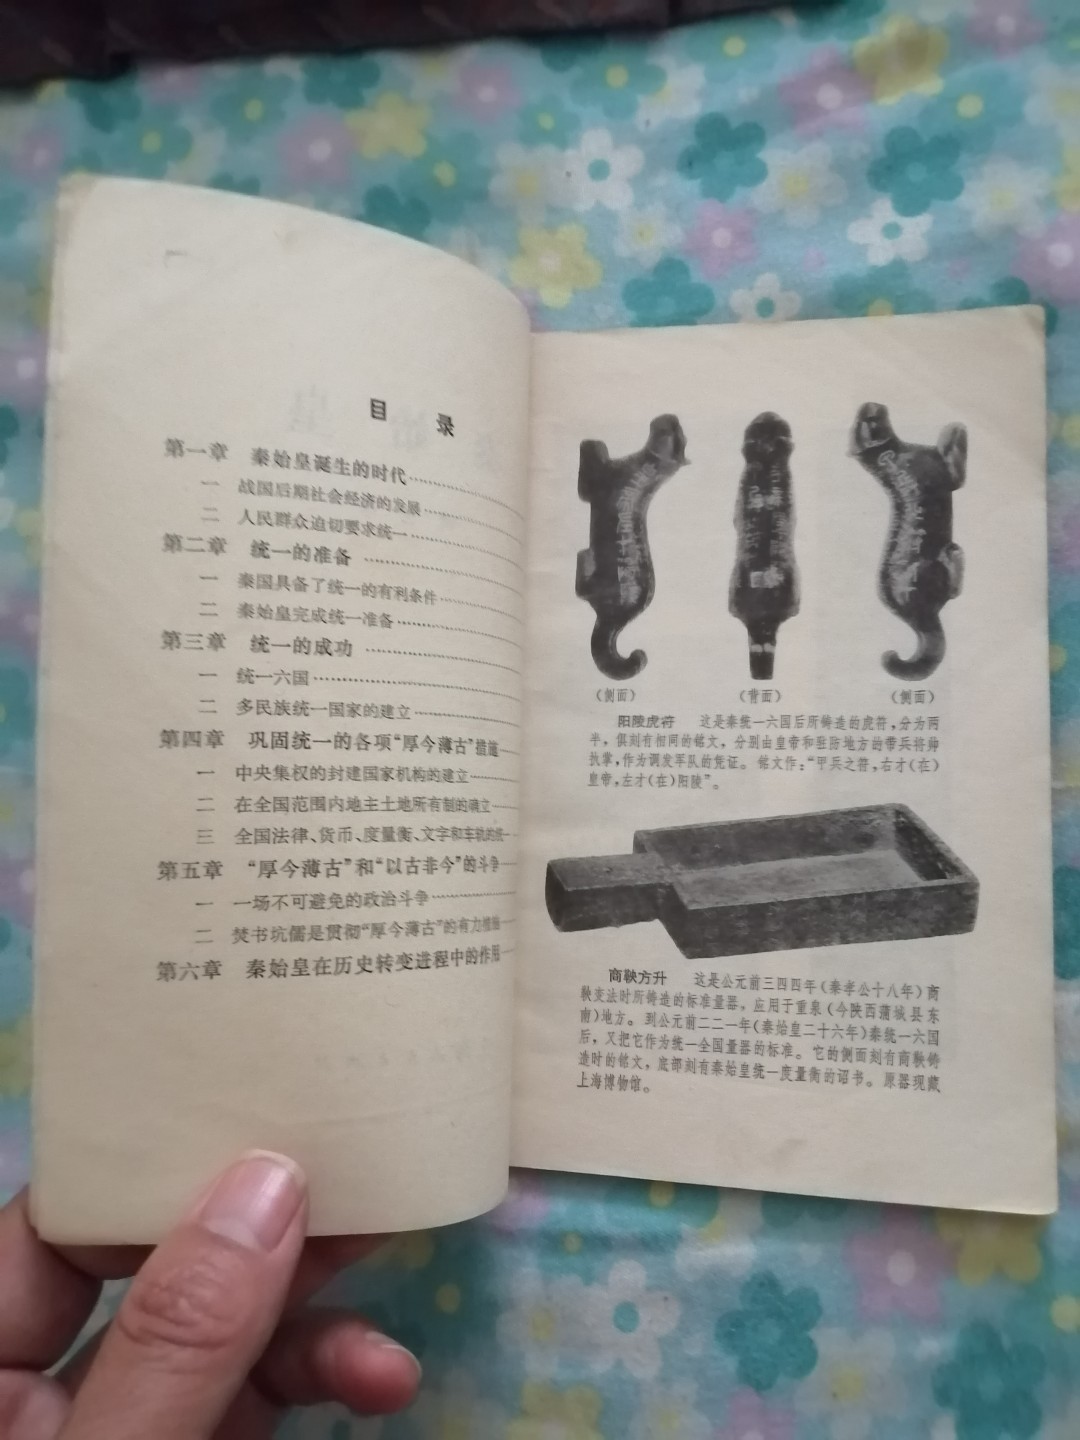 目 录
第一章 秦始皇诞生的时代
一 战国后期社会经济的发展
二 人民群众迫切要求统一
第二章 统一的准备
一 秦国具备了统一的有利条件
二 秦始皇完成统一准备
第三章 统一的成功
一 统一六国
二 多民族统一国家的建立
第四章 巩固统一的各项“厚今薄古”措施
一 中央集权的封建国家机构的建立
二 在全国范围内地主土地所有制的确立
三 全国法律、货币、度量衡、文字和车轨的统一
第五章 “厚今薄古”和“以古非今”的斗争
一 一场不可避免的政治斗争
二 焚书坑儒是贯彻“厚今薄古”的有力措施
第六章 秦始皇在历史转变进程中的作用
(侧面) (背面) (侧面)
阳陵虎符 这是秦统一六国后所铸造的虎符,分为两
半,俱刻有相同的铭文,分别由皇帝和驻防地方的带兵将帅
执掌,作为调发军队的凭证。铭文作:“甲兵之符,右才(在)
皇帝,左才(在)阳陵”。
商鞅方升 这是公元前三四四年(秦孝公十八年)商
鞅变法时所铸造的标准量器,应用于重泉(今陕西蒲城县东
南)地方。到公元前二二一年(秦始皇二十六年)秦统一六国
后,又把它作为统一全国量器的标准。它的侧面刻有商鞅铸
造时的铭文,底部刻有秦始皇统一度量衡的诏书。原器现藏
上海博物馆。